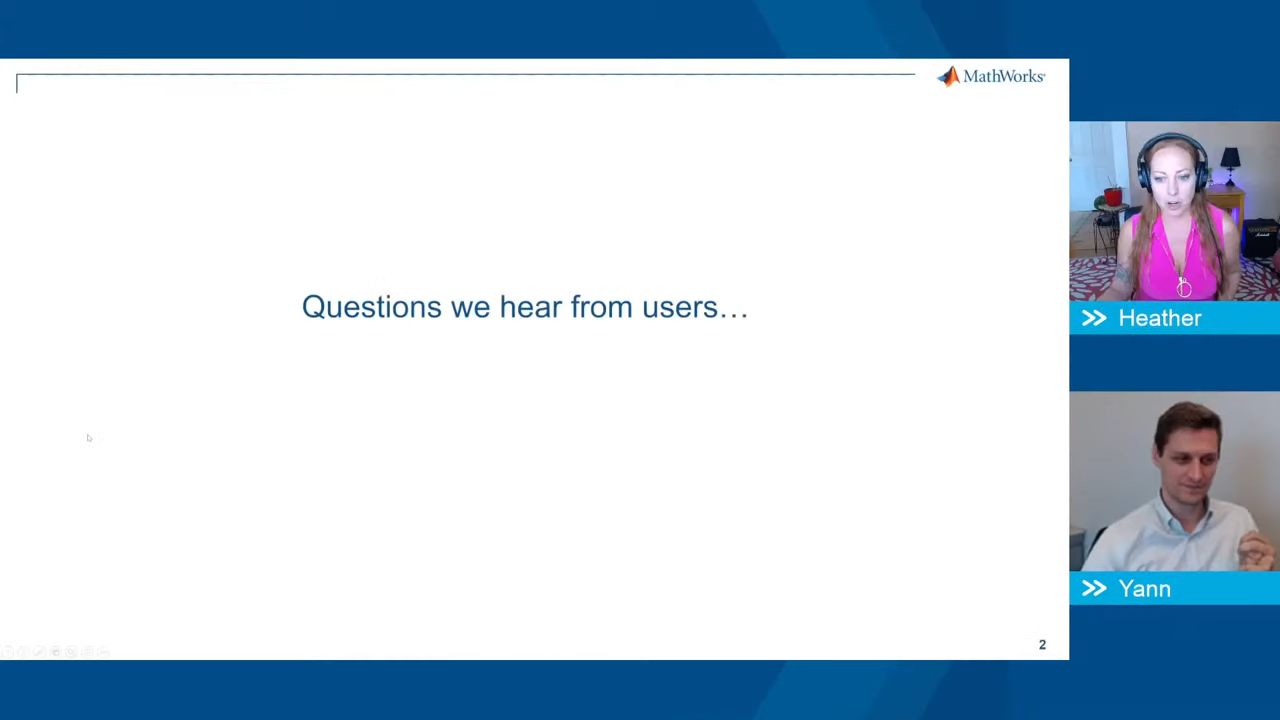 MathWorks
Questions we hear from users…
>> Heather
>> Yann
2